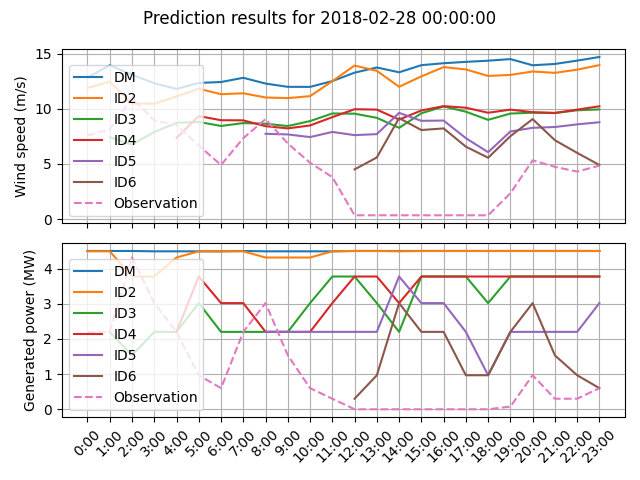 Prediction results for 2018-02-28 00:00:00
Wind speed (m/s)
15
10
5
0
DM
ID2
ID3
ID4
ID5
ID6
Observation
Generated power (MW)
4
3
2
1
0
DM
ID2
ID3
ID4
ID5
ID6
Observation
0:00 1:00 2:00 3:00 4:00 5:00 6:00 7:00 8:00 9:00 10:00 11:00 12:00 13:00 14:00 15:00 16:00 17:00 18:00 19:00 20:00 21:00 22:00 23:00